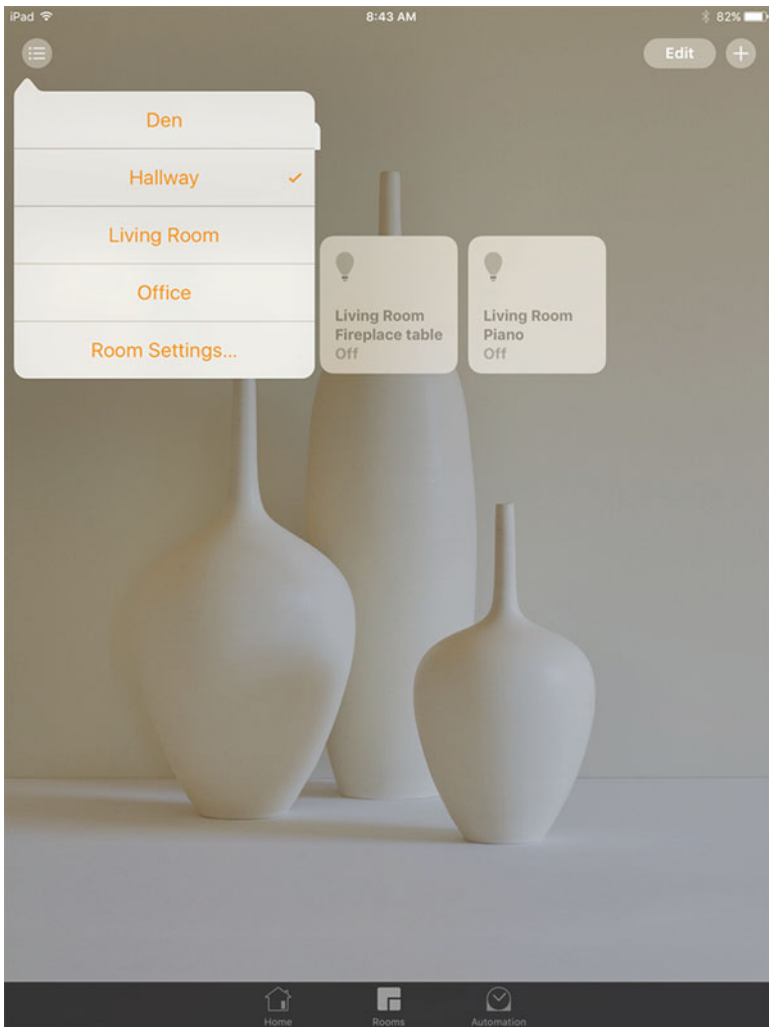 iPad
8:43 AM
82%
Edit
Den
Hallway
Living Room
Office
Room Settings...
Living Room
Fireplace table
Off
Living Room
Piano
Off
Home
Rooms
Automation